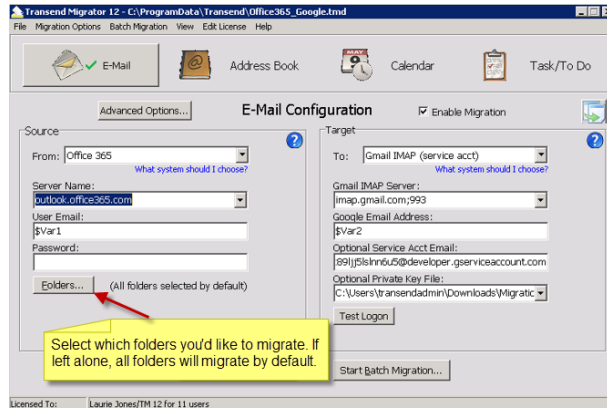 Transend Migrator 12 - C:\ProgramData\Transend\Office365_Google.tmd
File Migration Options Batch Migration View Edit License Help
E-Mail
Address Book
Calendar
Task/To Do
Advanced Options...
E-Mail Configuration
Enable Migration
Source
From: Office 365
What system should I choose?
Server Name:
outlook.office365.com
User Email:
$Var1
Password:
Folders... (All folders selected by default)
Target
To: Gmail IMAP (service acct)
What system should I choose?
Gmail IMAP Server:
imap.gmail.com;993
Google Email Address:
$Var2
Optional Service Acct Email:
Optional Private Key File:
C:\Users\transendadmin\Downloads\Migratic
Test Logon
Select which folders you'd like to migrate. If
left alone, all folders will migrate by default.
Start Batch Migration...
Licensed To: Laurie Jones/TM 12 for 11 users